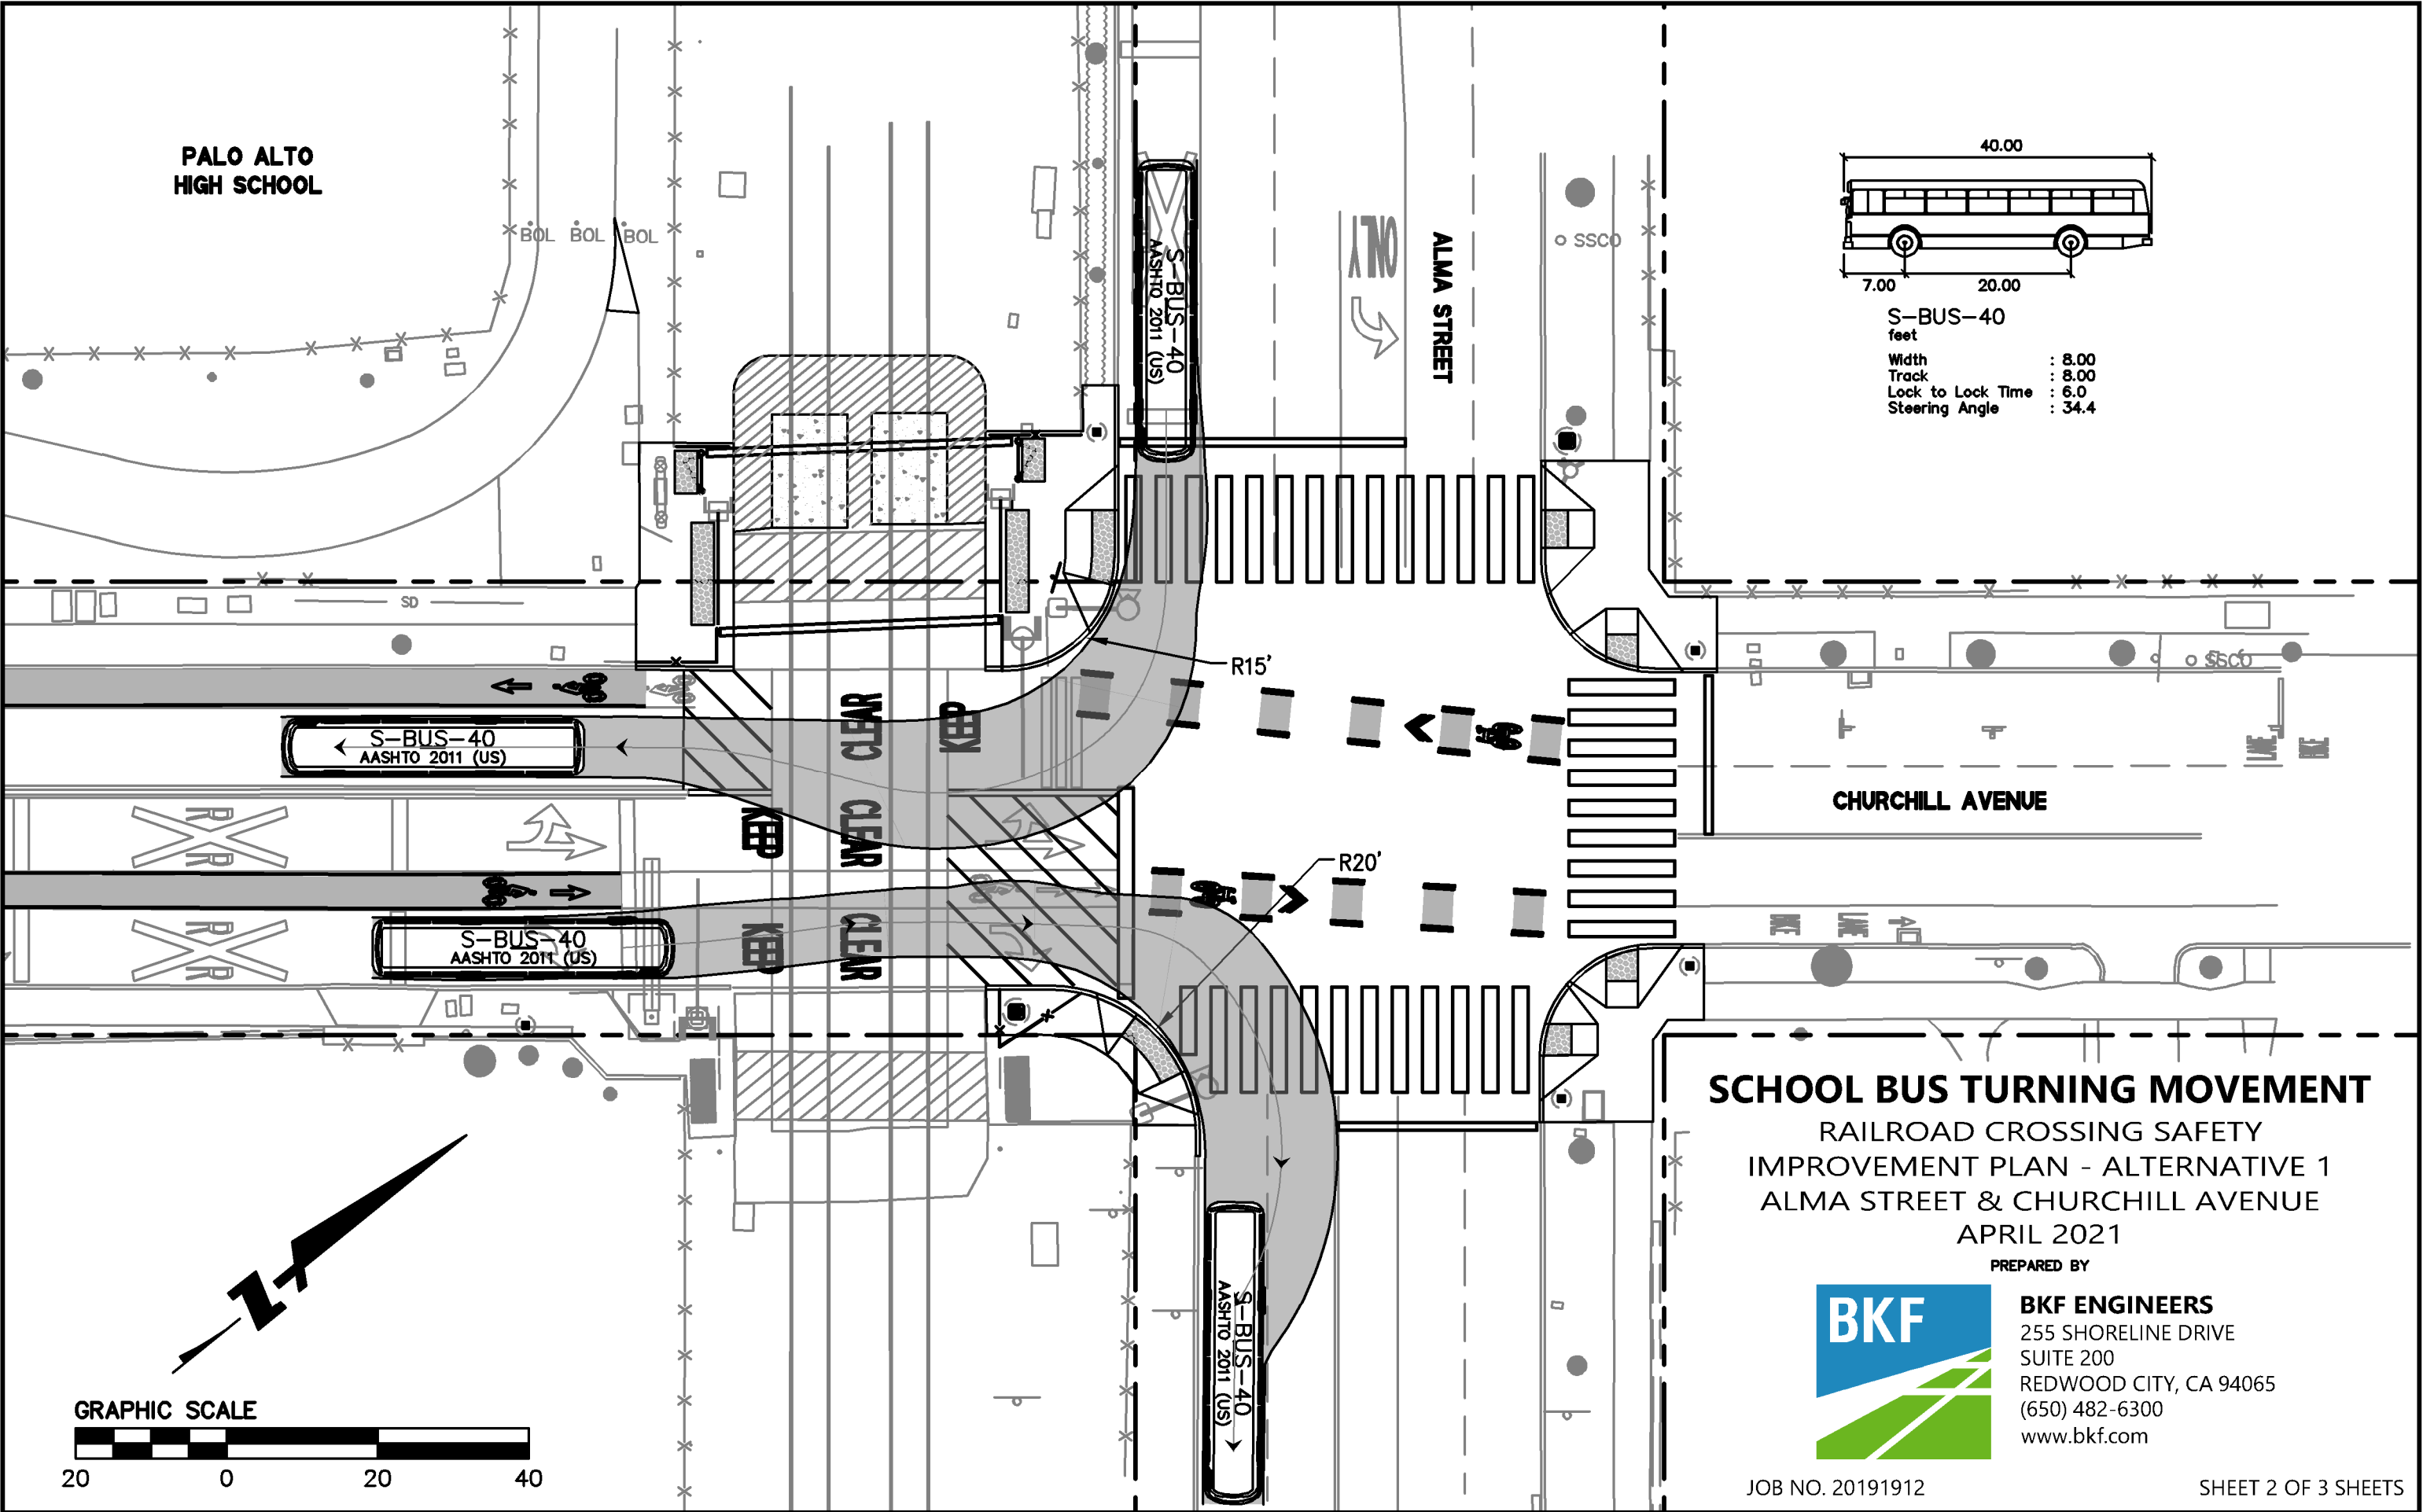 PALO ALTO
HIGH SCHOOL
BOL BOL BOL
S-BUS-40
AASHTO 2011 (US)
ONLY
ALMA STREET
SSCO
40.00
7.00 20.00
S-BUS-40
feet
Width : 8.00
Track : 8.00
Lock to Lock Time : 6.0
Steering Angle : 34.4
SD
R15'
SSCO
S-BUS-40
AASHTO 2011 (US)
CLEAR
KEEP
CHURCHILL AVENUE
R R
KEEP
CLEAR
R20'
S-BUS-40
AASHTO 2011 (US)
R R
KEEP
CLEAR
S-BUS-40
AASHTO 2011 (US)
Z
GRAPHIC SCALE
20 0 20 40
SCHOOL BUS TURNING MOVEMENT
RAILROAD CROSSING SAFETY
IMPROVEMENT PLAN - ALTERNATIVE 1
ALMA STREET & CHURCHILL AVENUE
APRIL 2021
PREPARED BY
BKF
BKF ENGINEERS
255 SHORELINE DRIVE
SUITE 200
REDWOOD CITY, CA 94065
(650) 482-6300
www.bkf.com
JOB NO. 20191912
SHEET 2 OF 3 SHEETS